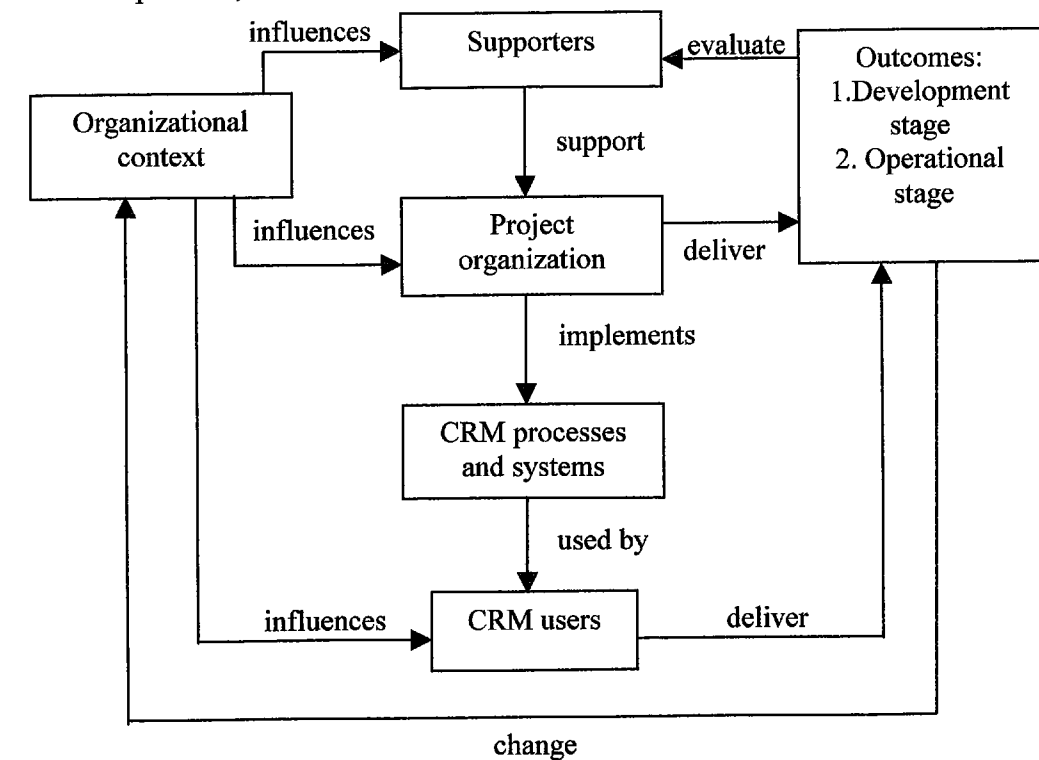 influences
Supporters
evaluate
Outcomes:
1.Development
stage
2. Operational
stage
Organizational
context
support
influences
Project
organization
deliver
implements
CRM processes
and systems
used by
influences
CRM users
deliver
change